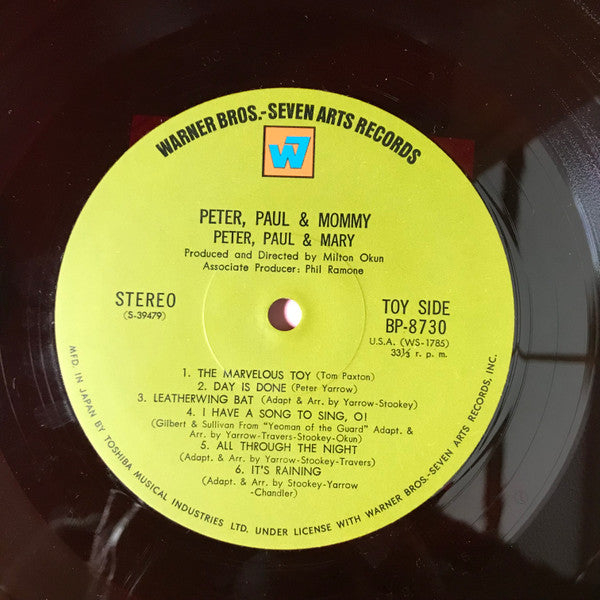 WARNER BROS.-SEVEN ARTS RECORDS
W7
PETER, PAUL & MOMMY
PETER, PAUL & MARY
Produced and Directed by Milton Okun
Associate Producer: Phil Ramone
STEREO
(S-39479)
TOY SIDE
BP-8730
U.S.A. (WS-1785)
33⅓ r. p. m.
1. THE MARVELOUS TOY (Tom Paxton)
2. DAY IS DONE (Peter Yarrow)
3. LEATHERWING BAT (Adapt & Arr. by Yarrow-Stookey)
4. I HAVE A SONG TO SING, O!
(Gilbert & Sullivan From "Yeoman of the Guard" Adapt. &
Arr. by Yarrow-Travers-Stookey-Okun)
5. ALL THROUGH THE NIGHT
(Adapt. & Arr. by Yarrow-Stookey-Travers)
6. IT'S RAINING
(Adapt. & Arr. by Stookey-Yarrow
-Chandler)
MFD. IN JAPAN BY TOSHIBA MUSICAL INDUSTRIES LTD. UNDER LICENSE WITH WARNER BROS.-SEVEN ARTS RECORDS, INC.